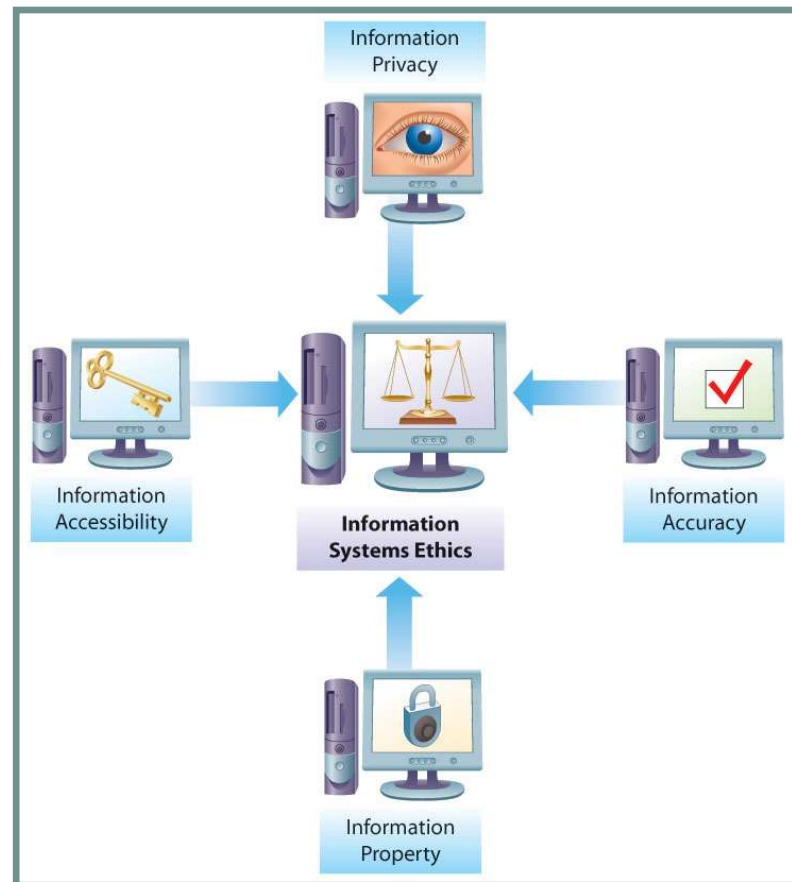 Information
Privacy
Information
Accessibility
Information
Systems Ethics
Information
Accuracy
Information
Property